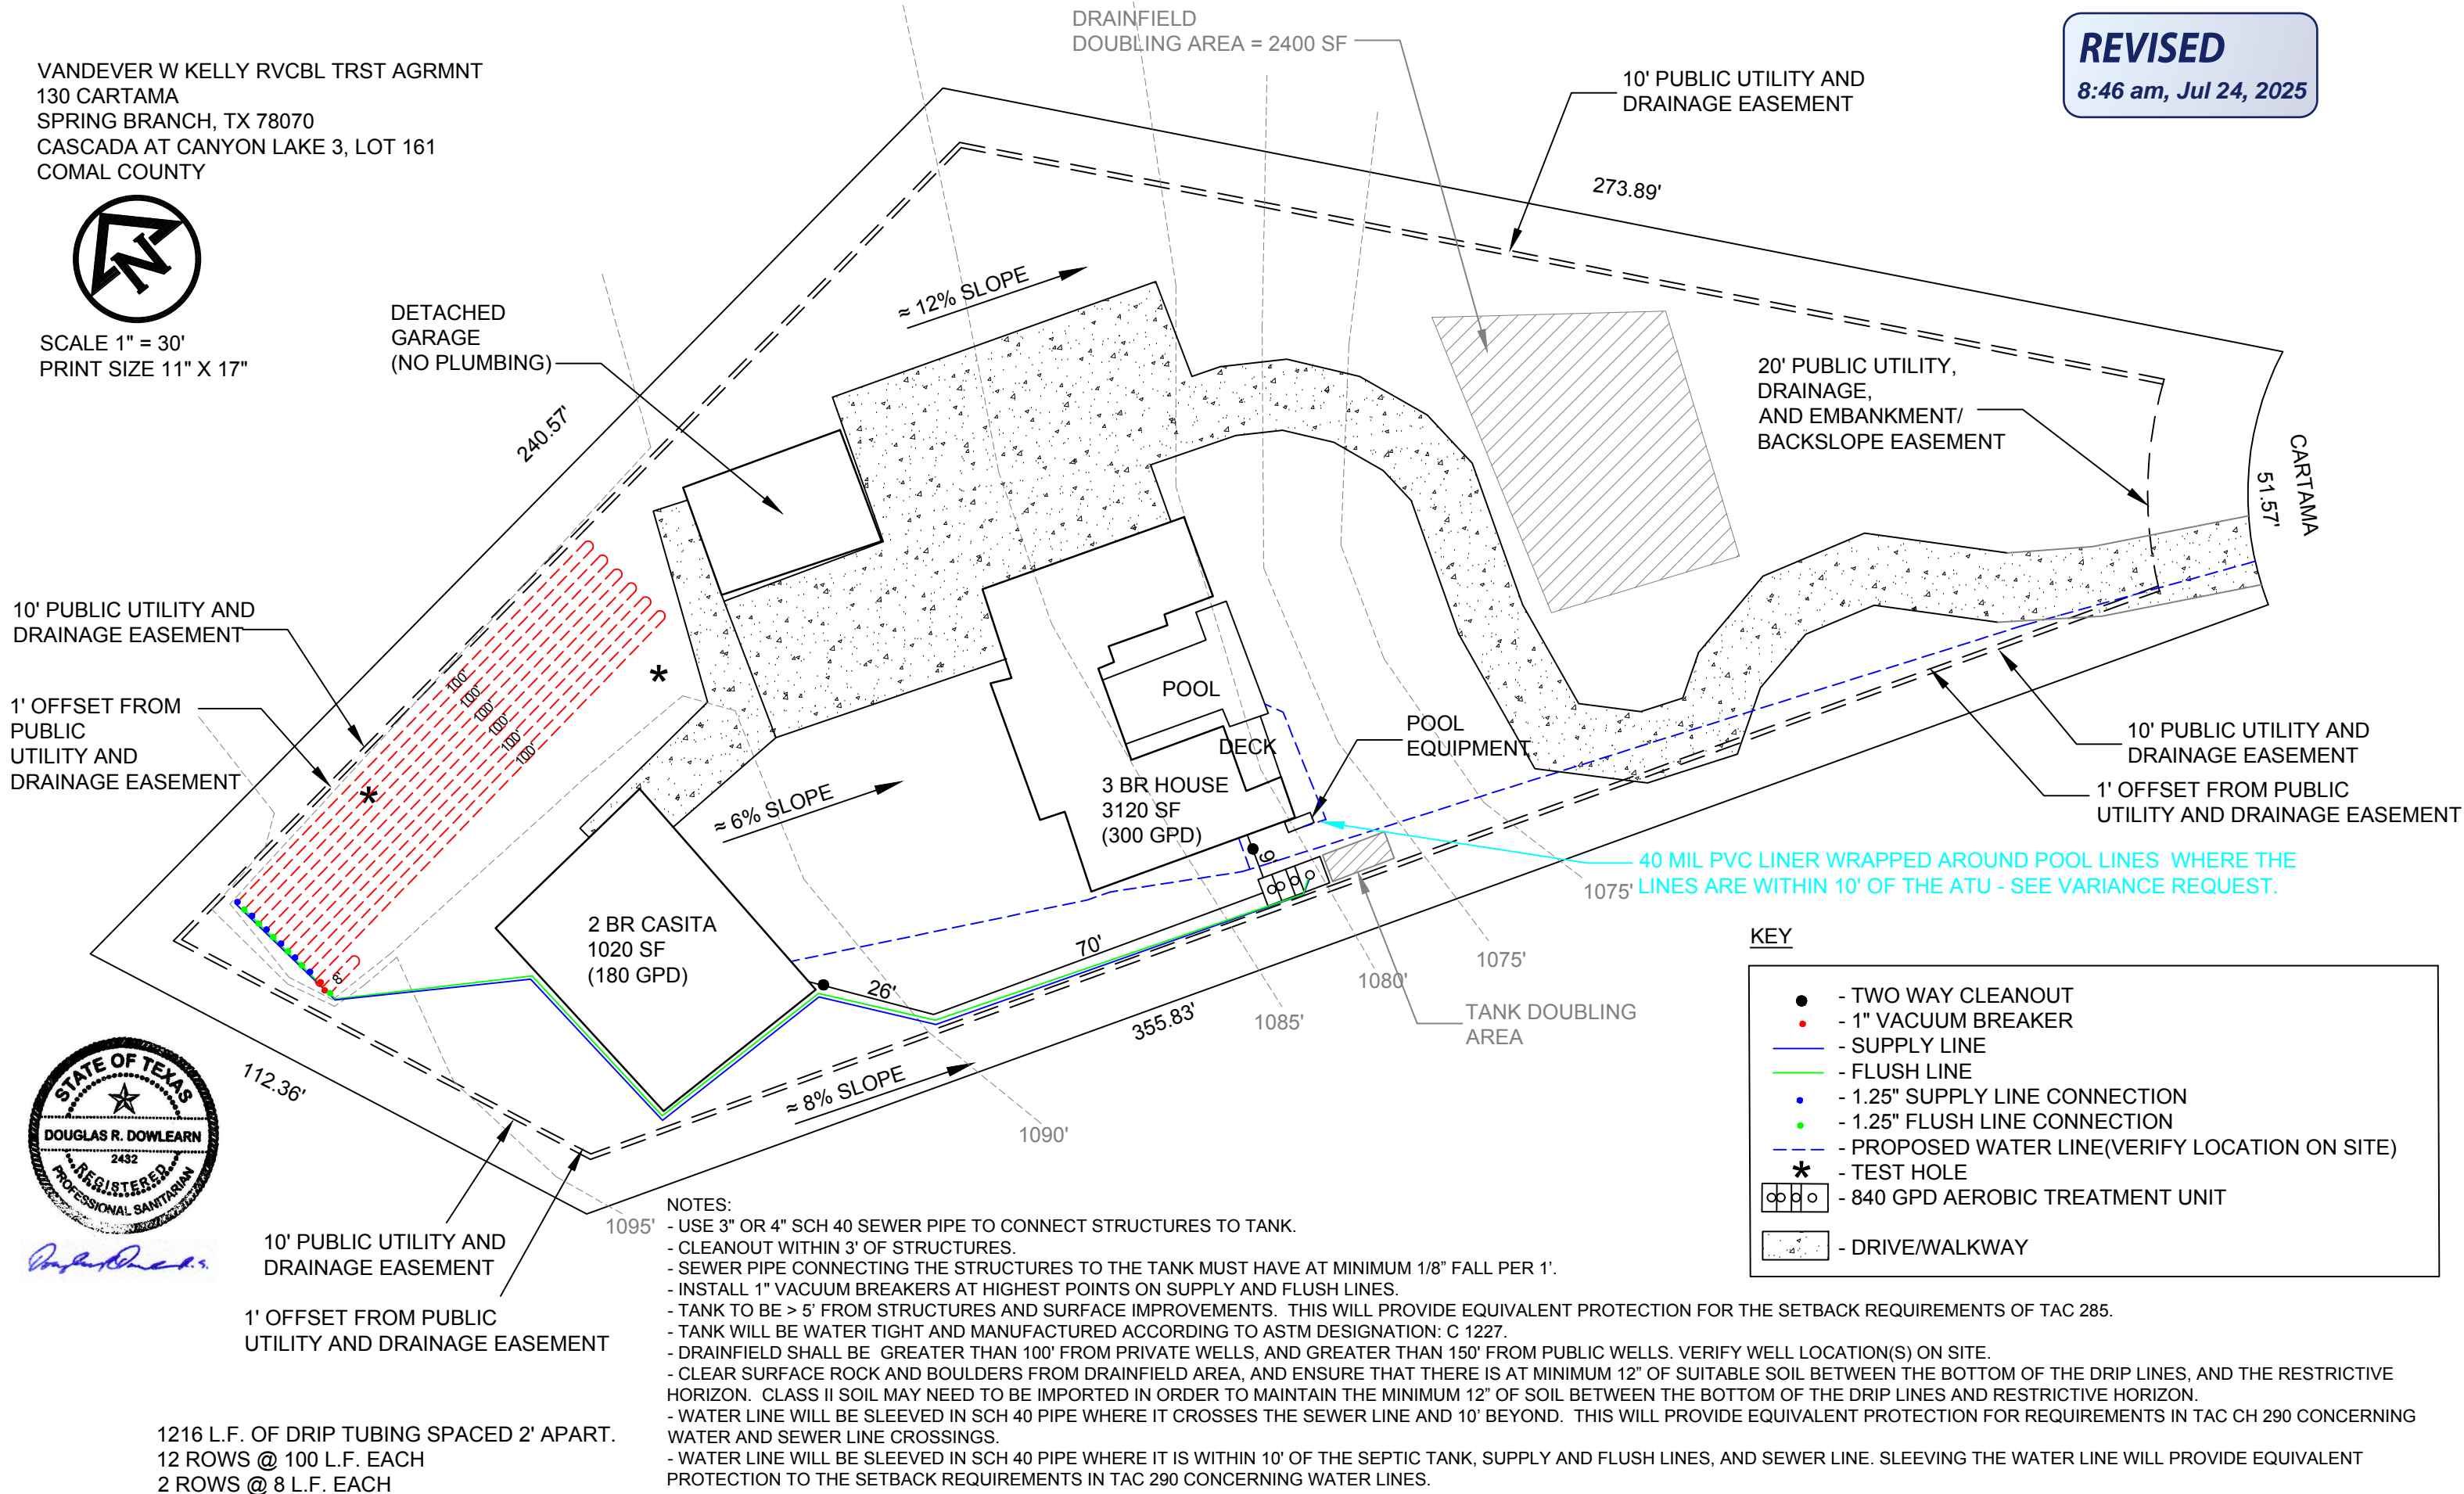 VANDEVER W KELLY RVCBL TRST AGRMNT
130 CARTAMA
SPRING BRANCH, TX 78070
CASCADA AT CANYON LAKE 3, LOT 161
COMAL COUNTY
N
SCALE 1" = 30'
PRINT SIZE 11" X 17"
DRAINFIELD
DOUBLING AREA = 2400 SF
10' PUBLIC UTILITY AND
DRAINAGE EASEMENT
REVISED
8:46 am, Jul 24, 2025
273.89'
≈ 12% SLOPE
DETACHED
GARAGE
(NO PLUMBING)
240.57'
20' PUBLIC UTILITY,
DRAINAGE,
AND EMBANKMENT/
BACKSLOPE EASEMENT
CARTAMA
51.57'
10' PUBLIC UTILITY AND
DRAINAGE EASEMENT
1' OFFSET FROM
PUBLIC
UTILITY AND
DRAINAGE EASEMENT
100'
100'
100'
100'
100'
100'
*
*
POOL
DECK
POOL
EQUIPMENT
3 BR HOUSE
3120 SF
(300 GPD)
≈ 6% SLOPE
10' PUBLIC UTILITY AND
DRAINAGE EASEMENT
1' OFFSET FROM PUBLIC
UTILITY AND DRAINAGE EASEMENT
9'
40 MIL PVC LINER WRAPPED AROUND POOL LINES WHERE THE
LINES ARE WITHIN 10' OF THE ATU - SEE VARIANCE REQUEST.
2 BR CASITA
1020 SF
(180 GPD)
8'
26'
70'
355.83'
≈ 8% SLOPE
112.36'
1075'
1075'
1080'
1085'
1090'
1095'
TANK DOUBLING
AREA
KEY
- TWO WAY CLEANOUT
- 1" VACUUM BREAKER
- SUPPLY LINE
- FLUSH LINE
- 1.25" SUPPLY LINE CONNECTION
- 1.25" FLUSH LINE CONNECTION
- PROPOSED WATER LINE(VERIFY LOCATION ON SITE)
* - TEST HOLE
- 840 GPD AEROBIC TREATMENT UNIT
- DRIVE/WALKWAY
STATE OF TEXAS
DOUGLAS R. DOWLEARN
2432
REGISTERED
PROFESSIONAL SANITARIAN
10' PUBLIC UTILITY AND
DRAINAGE EASEMENT
1' OFFSET FROM PUBLIC
UTILITY AND DRAINAGE EASEMENT
NOTES:
- USE 3" OR 4" SCH 40 SEWER PIPE TO CONNECT STRUCTURES TO TANK.
- CLEANOUT WITHIN 3' OF STRUCTURES.
- SEWER PIPE CONNECTING THE STRUCTURES TO THE TANK MUST HAVE AT MINIMUM 1/8” FALL PER 1’.
- INSTALL 1" VACUUM BREAKERS AT HIGHEST POINTS ON SUPPLY AND FLUSH LINES.
- TANK TO BE > 5’ FROM STRUCTURES AND SURFACE IMPROVEMENTS. THIS WILL PROVIDE EQUIVALENT PROTECTION FOR THE SETBACK REQUIREMENTS OF TAC 285.
- TANK WILL BE WATER TIGHT AND MANUFACTURED ACCORDING TO ASTM DESIGNATION: C 1227.
- DRAINFIELD SHALL BE GREATER THAN 100' FROM PRIVATE WELLS, AND GREATER THAN 150' FROM PUBLIC WELLS. VERIFY WELL LOCATION(S) ON SITE.
- CLEAR SURFACE ROCK AND BOULDERS FROM DRAINFIELD AREA, AND ENSURE THAT THERE IS AT MINIMUM 12” OF SUITABLE SOIL BETWEEN THE BOTTOM OF THE DRIP LINES, AND THE RESTRICTIVE
HORIZON. CLASS II SOIL MAY NEED TO BE IMPORTED IN ORDER TO MAINTAIN THE MINIMUM 12” OF SOIL BETWEEN THE BOTTOM OF THE DRIP LINES AND RESTRICTIVE HORIZON.
- WATER LINE WILL BE SLEEVED IN SCH 40 PIPE WHERE IT CROSSES THE SEWER LINE AND 10’ BEYOND. THIS WILL PROVIDE EQUIVALENT PROTECTION FOR REQUIREMENTS IN TAC CH 290 CONCERNING
WATER AND SEWER LINE CROSSINGS.
- WATER LINE WILL BE SLEEVED IN SCH 40 PIPE WHERE IT IS WITHIN 10' OF THE SEPTIC TANK, SUPPLY AND FLUSH LINES, AND SEWER LINE. SLEEVING THE WATER LINE WILL PROVIDE EQUIVALENT
PROTECTION TO THE SETBACK REQUIREMENTS IN TAC 290 CONCERNING WATER LINES.
1216 L.F. OF DRIP TUBING SPACED 2' APART.
12 ROWS @ 100 L.F. EACH
2 ROWS @ 8 L.F. EACH